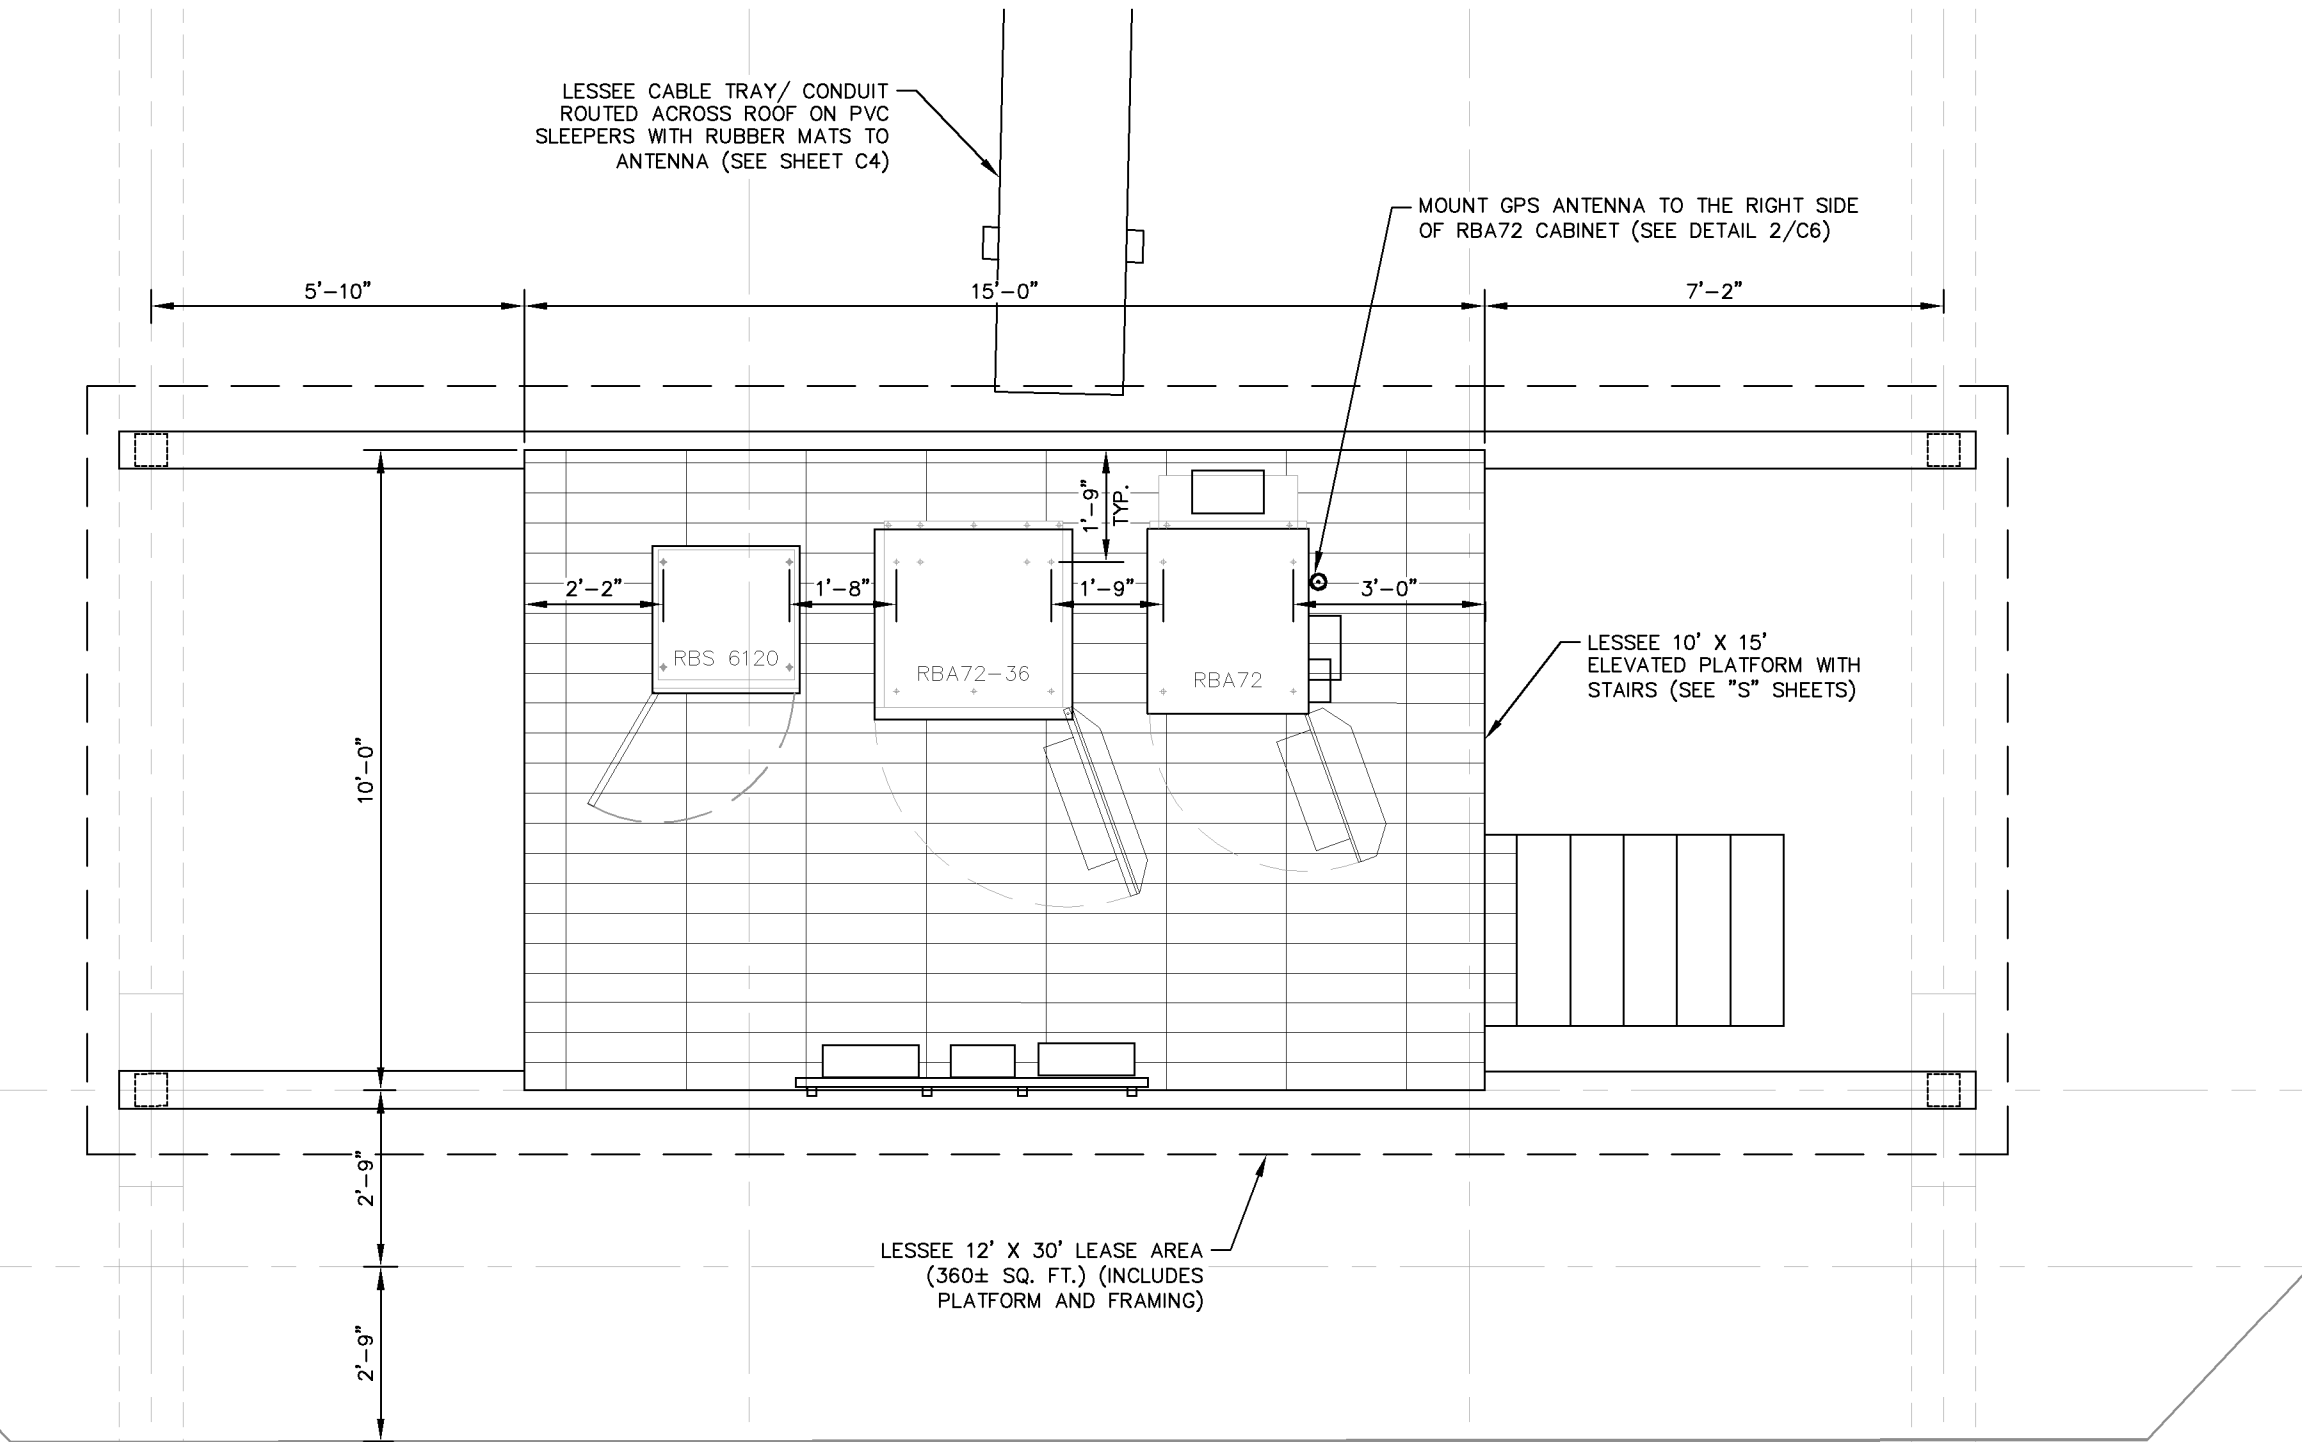 LESSEE CABLE TRAY/ CONDUIT
ROUTED ACROSS ROOF ON PVC
SLEEPERS WITH RUBBER MATS TO
ANTENNA (SEE SHEET C4)
MOUNT GPS ANTENNA TO THE RIGHT SIDE
OF RBA72 CABINET (SEE DETAIL 2/C6)
5'-10"
15'-0"
7'-2"
1'-9"
TYP.
2'-2"
1'-8"
1'-9"
3'-0"
RBS 6120
RBA72-36
RBA72
LESSEE 10' X 15'
ELEVATED PLATFORM WITH
STAIRS (SEE "S" SHEETS)
10'-0"
2'-9"
LESSEE 12' X 30' LEASE AREA
(360± SQ. FT.) (INCLUDES
PLATFORM AND FRAMING)
2'-9"